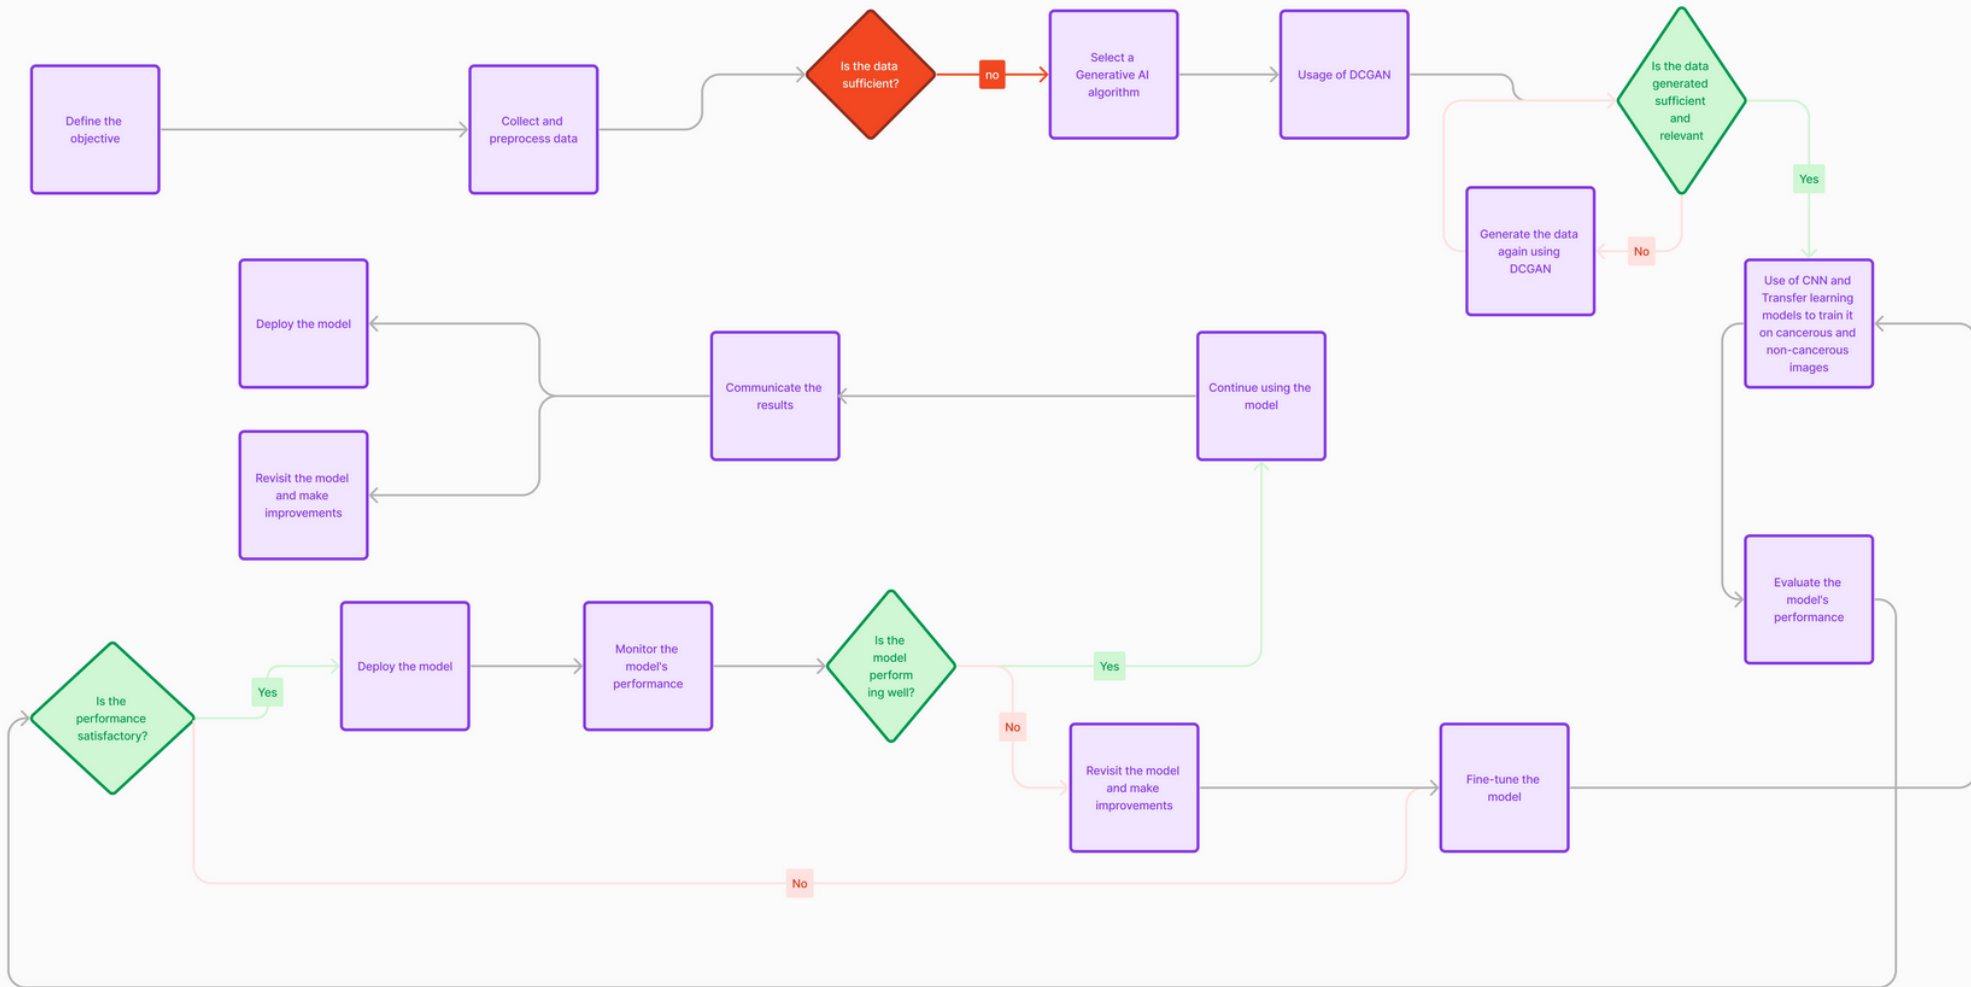 Define the
objective
Collect and
preprocess data
Is the data
sufficient?
no
Select a
Generative AI
algorithm
Usage of DCGAN
Is the data
generated
sufficient
and
relevant
Yes
No
Generate the data
again using
DCGAN
Use of CNN and
Transfer learning
models to train it
on cancerous and
non-cancerous
images
Deploy the model
Communicate the
results
Continue using the
model
Revisit the model
and make
improvements
Evaluate the
model's
performance
Is the
performance
satisfactory?
Yes
Deploy the model
Monitor the
model's
performance
Is the
model
perform
ing well?
Yes
No
Revisit the model
and make
improvements
Fine-tune the
model
No